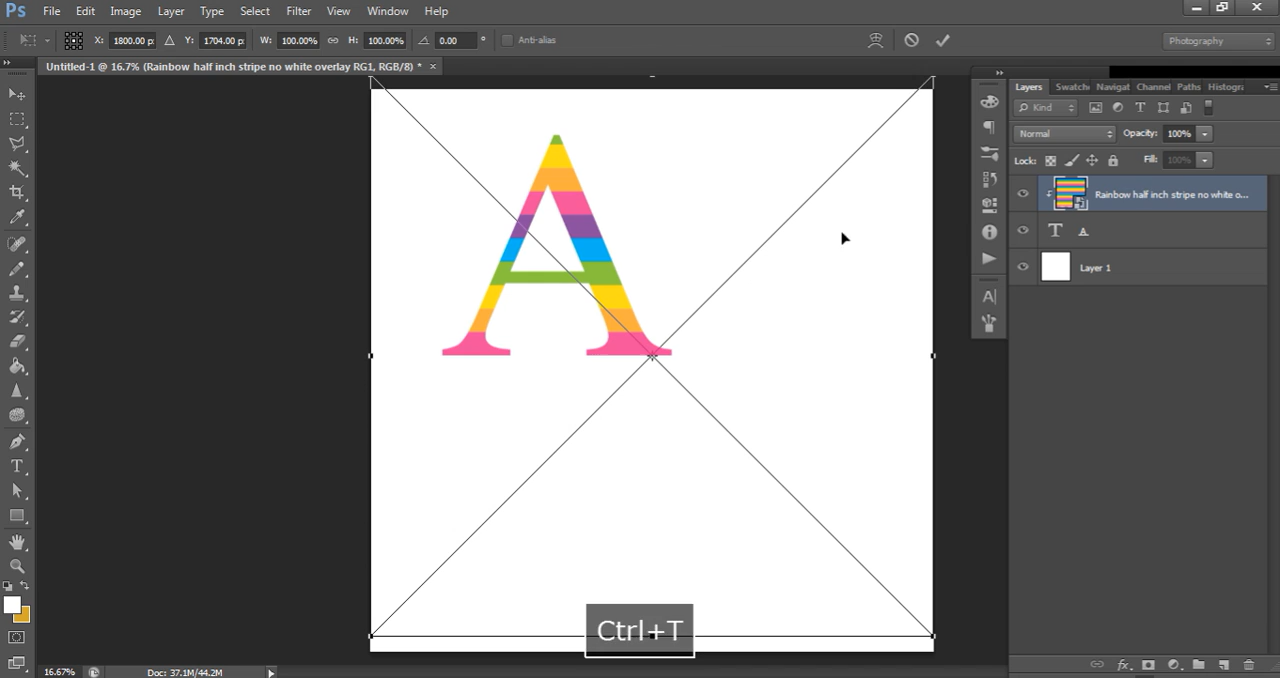 Ps File Edit Image Layer Type Select Filter View Window Help
X: 1800.00 p: Y: 1704.00 p: W: 100.00% H: 100.00% 0.00 ° Anti-alias Photography
Untitled-1 @ 16.7% (Rainbow half inch stripe no white overlay RG1, RGB/8) * ×
Layers Swatch Navigat Channel Paths Histogra
Kind
Normal Opacity: 100%
Lock: Fill: 100%
Rainbow half inch stripe no white o...
T A
Layer 1
A
Ctrl+T
16.67% Doc: 37.1M/44.2M